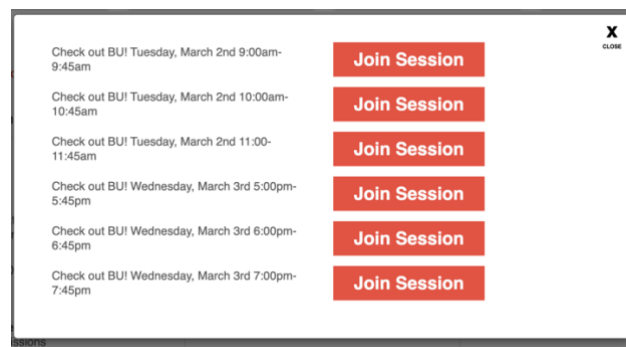 X
CLOSE
Check out BU! Tuesday, March 2nd 9:00am-
9:45am
Join Session
Check out BU! Tuesday, March 2nd 10:00am-
10:45am
Join Session
Check out BU! Tuesday, March 2nd 11:00-
11:45am
Join Session
Check out BU! Wednesday, March 3rd 5:00pm-
5:45pm
Join Session
Check out BU! Wednesday, March 3rd 6:00pm-
6:45pm
Join Session
Check out BU! Wednesday, March 3rd 7:00pm-
7:45pm
Join Session
ssions